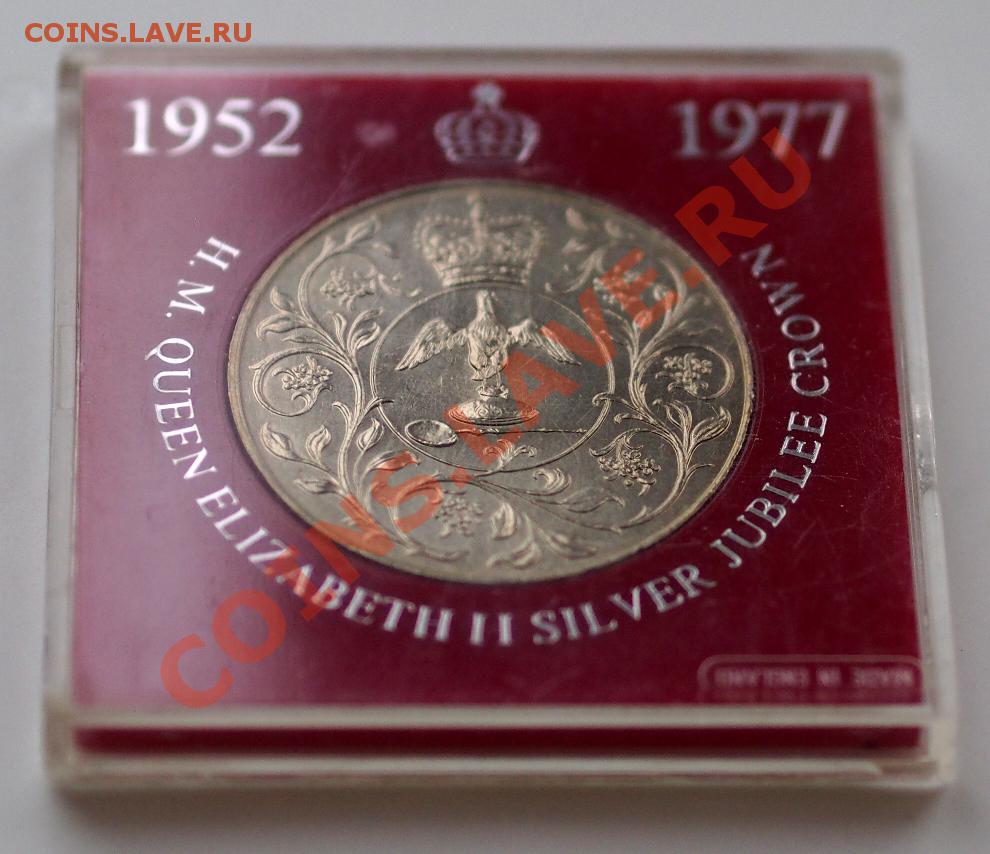 COINS.LAVE.RU
1952 1977
H. M. QUEEN ELIZABETH II SILVER JUBILEE CROWN
COINS.LAVE.RU
MADE IN ENGLAND